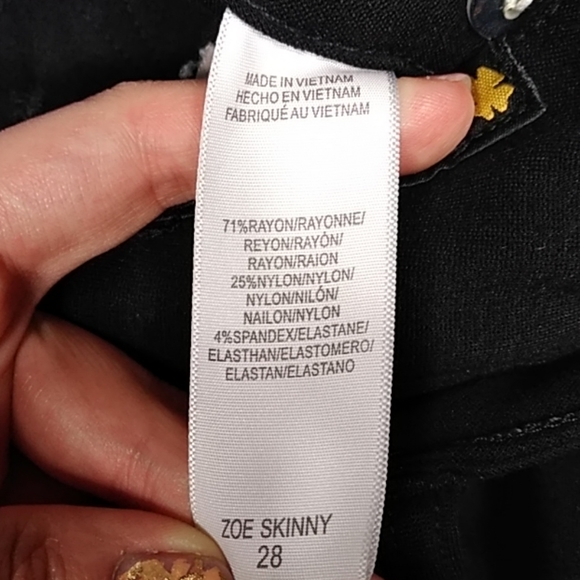 MADE IN VIETNAM
HECHO EN VIETNAM
FABRIQUÉ AU VIETNAM
71%RAYON/RAYONNE/
REYON/RAYÓN/
RAYON/RAION
25%NYLON/NYLON/
NYLON/NILÓN/
NAILON/NYLON
4%SPANDEX/ELASTANE/
ELASTHAN/ELASTOMERO/
ELASTAN/ELASTANO
ZOE SKINNY
28